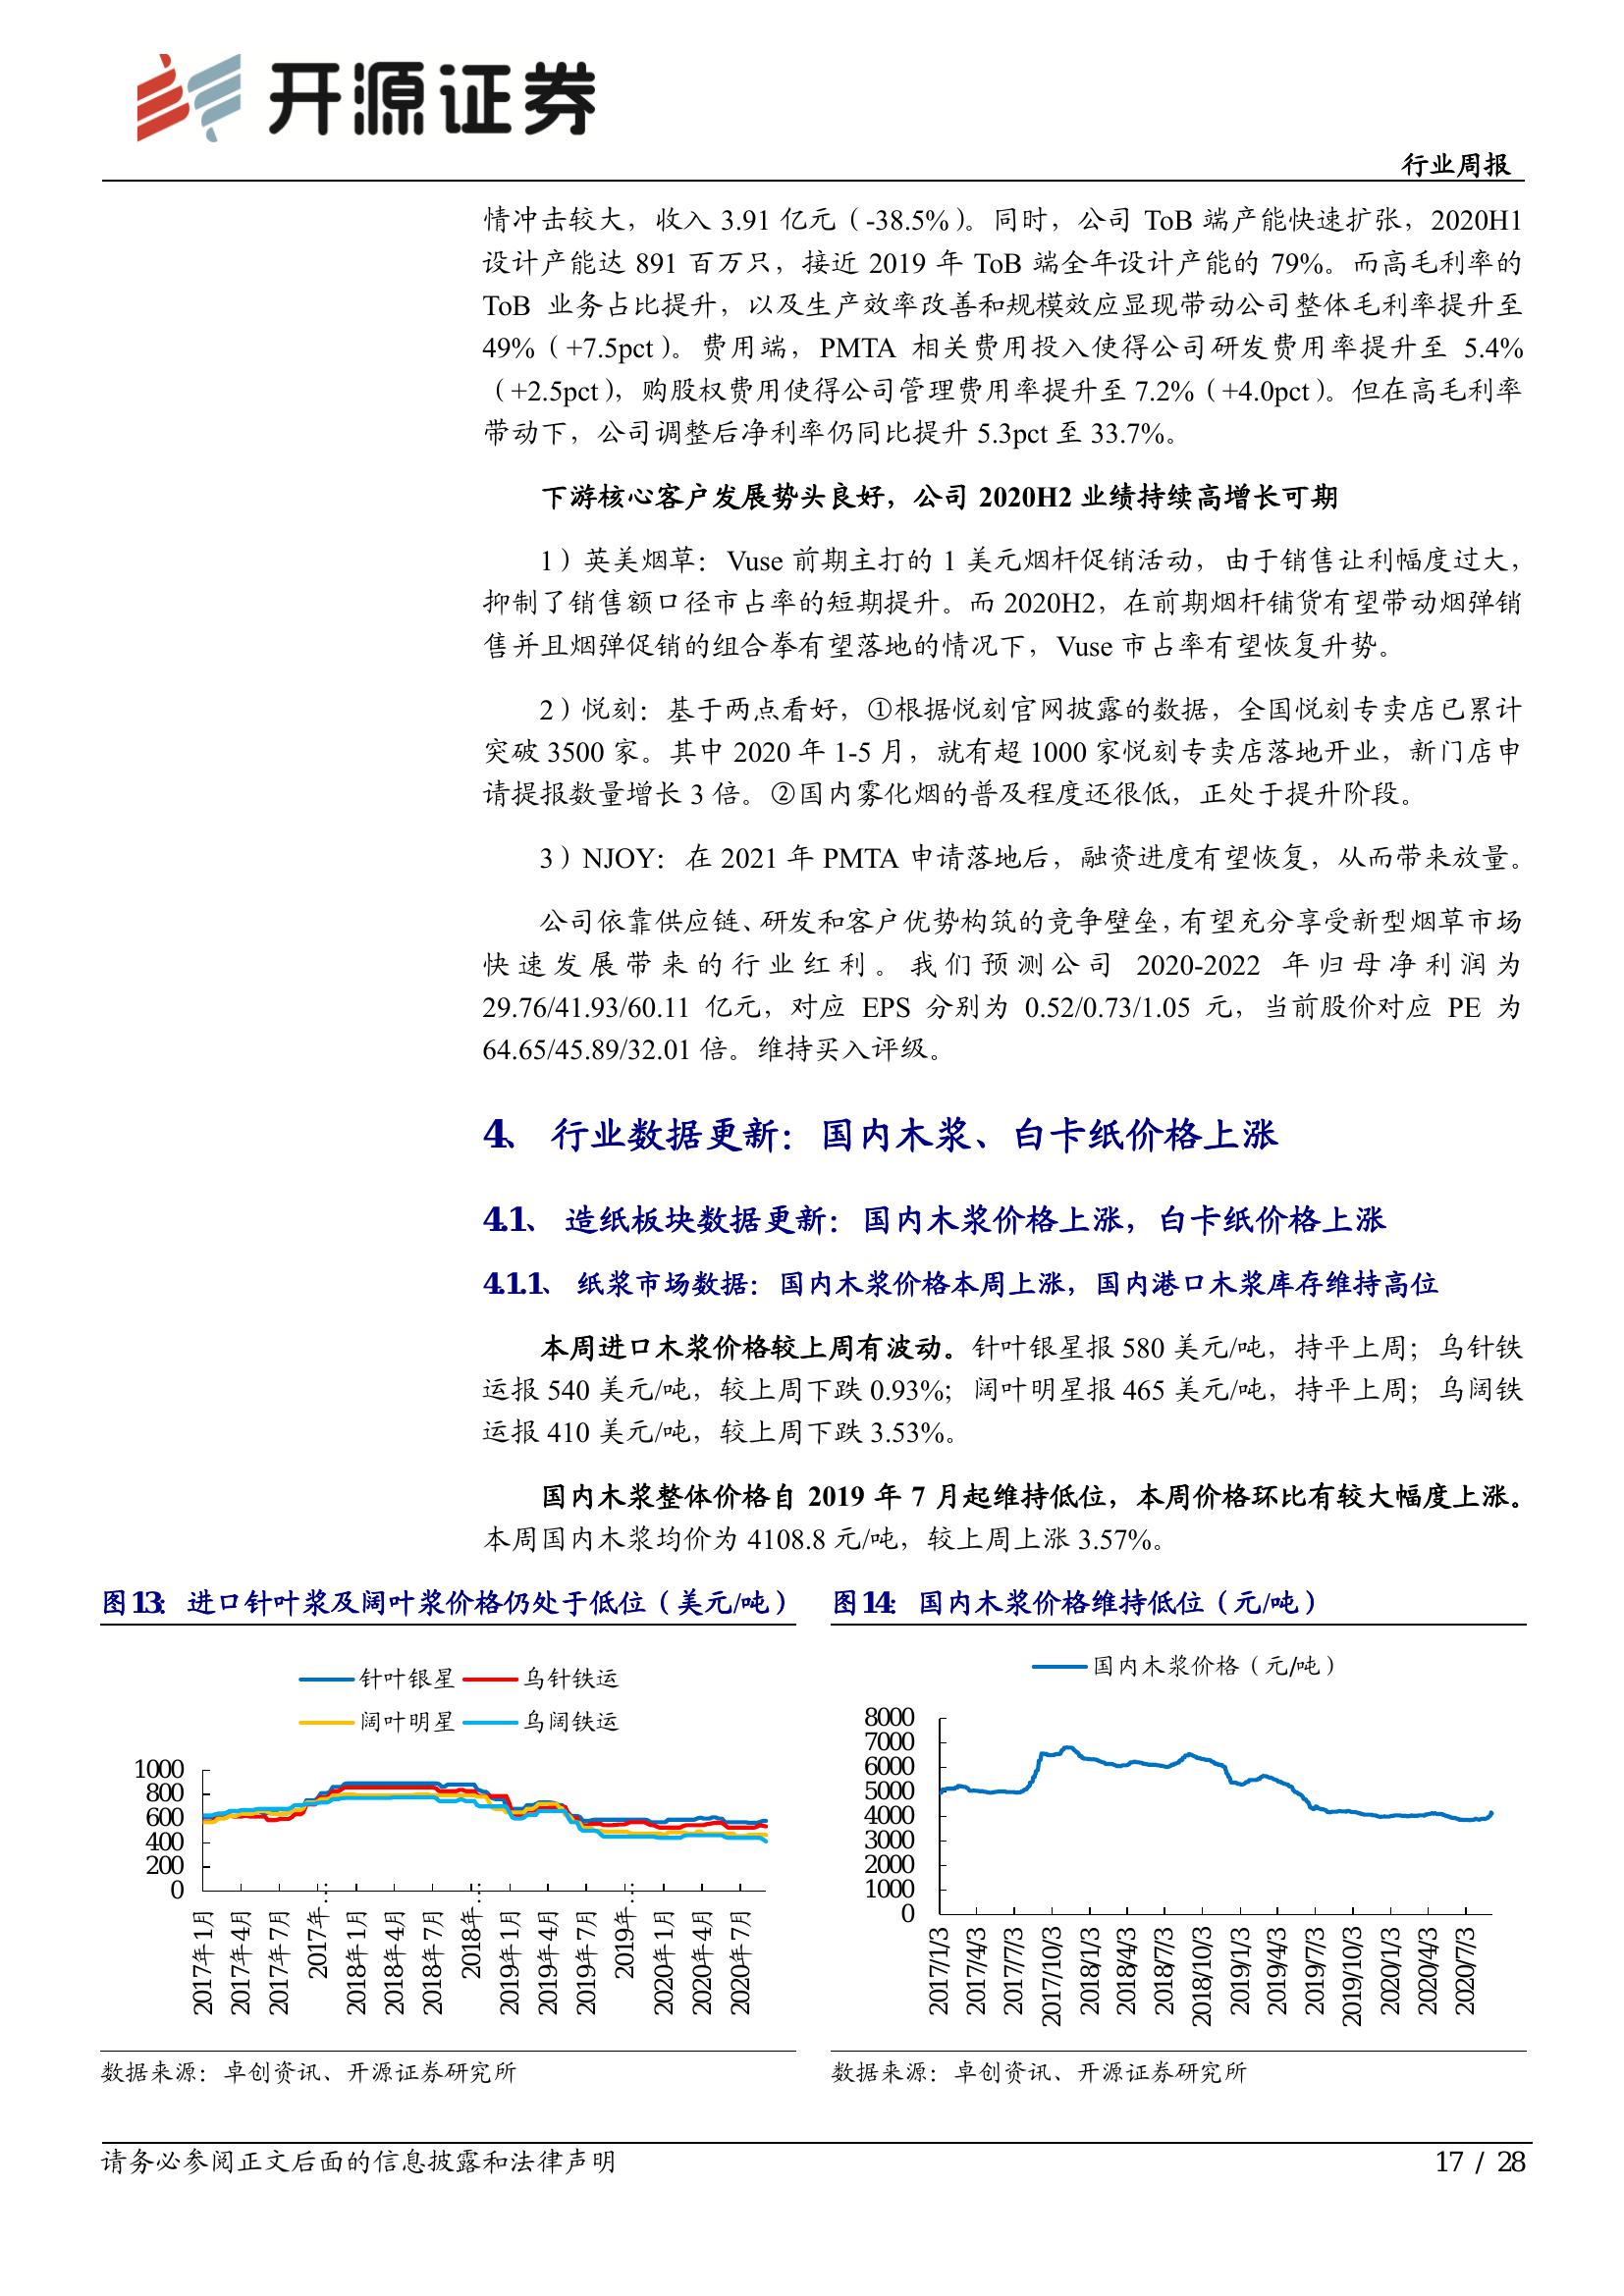 开源证券
行业周报
情冲击较大，收入 3.91 亿元（-38.5%）。同时，公司 ToB 端产能快速扩张，2020H1
设计产能达 891 百万只，接近 2019 年 ToB 端全年设计产能的 79%。而高毛利率的
ToB 业务占比提升，以及生产效率改善和规模效应显现带动公司整体毛利率提升至
49%（+7.5pct）。费用端，PMTA 相关费用投入使得公司研发费用率提升至 5.4%
（+2.5pct），购股权费用使得公司管理费用率提升至 7.2%（+4.0pct）。但在高毛利率
带动下，公司调整后净利率仍同比提升 5.3pct 至 33.7%。
下游核心客户发展势头良好，公司 2020H2 业绩持续高增长可期
1）英美烟草：Vuse 前期主打的 1 美元烟杆促销活动，由于销售让利幅度过大，
抑制了销售额口径市占率的短期提升。而 2020H2，在前期烟杆铺货有望带动烟弹销
售并且烟弹促销的组合拳有望落地的情况下，Vuse 市占率有望恢复升势。
2）悦刻：基于两点看好，①根据悦刻官网披露的数据，全国悦刻专卖店已累计
突破 3500 家。其中 2020 年 1-5 月，就有超 1000 家悦刻专卖店落地开业，新门店申
请提报数量增长 3 倍。②国内雾化烟的普及程度还很低，正处于提升阶段。
3）NJOY：在 2021 年 PMTA 申请落地后，融资进度有望恢复，从而带来放量。
公司依靠供应链、研发和客户优势构筑的竞争壁垒，有望充分享受新型烟草市场
快速发展带来的行业红利。我们预测公司 2020-2022 年归母净利润为
29.76/41.93/60.11 亿元，对应 EPS 分别为 0.52/0.73/1.05 元，当前股价对应 PE 为
64.65/45.89/32.01 倍。维持买入评级。
4、 行业数据更新：国内木浆、白卡纸价格上涨
4.1、 造纸板块数据更新：国内木浆价格上涨，白卡纸价格上涨
4.1.1、 纸浆市场数据：国内木浆价格本周上涨，国内港口木浆库存维持高位
本周进口木浆价格较上周有波动。针叶银星报 580 美元/吨，持平上周；乌针铁
运报 540 美元/吨，较上周下跌 0.93%；阔叶明星报 465 美元/吨，持平上周；乌阔铁
运报 410 美元/吨，较上周下跌 3.53%。
国内木浆整体价格自 2019 年 7 月起维持低位，本周价格环比有较大幅度上涨。
本周国内木浆均价为 4108.8 元/吨，较上周上涨 3.57%。
图13： 进口针叶浆及阔叶浆价格仍处于低位（美元/吨）
针叶银星 乌针铁运
阔叶明星 乌阔铁运
1000
800
600
400
200
0
2017年1月
2017年4月
2017年7月
2017年…
2018年1月
2018年4月
2018年7月
2018年…
2019年1月
2019年4月
2019年7月
2019年…
2020年1月
2020年4月
2020年7月
数据来源：卓创资讯、开源证券研究所
图14： 国内木浆价格维持低位（元/吨）
国内木浆价格（元/吨）
8000
7000
6000
5000
4000
3000
2000
1000
0
2017/1/3
2017/4/3
2017/7/3
2017/10/3
2018/1/3
2018/4/3
2018/7/3
2018/10/3
2019/1/3
2019/4/3
2019/7/3
2019/10/3
2020/1/3
2020/4/3
2020/7/3
数据来源：卓创资讯、开源证券研究所
请务必参阅正文后面的信息披露和法律声明
17 / 28